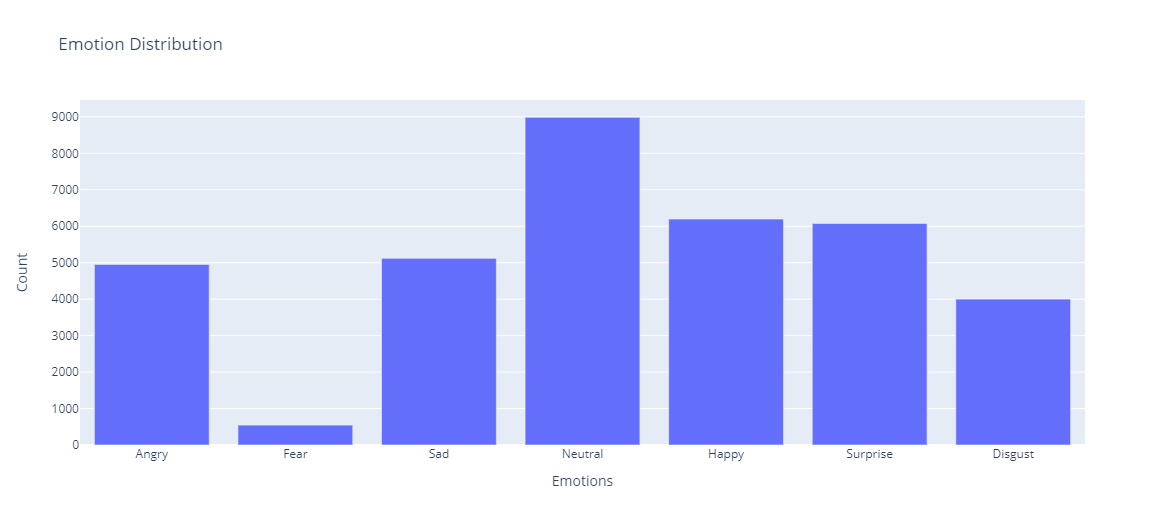 Emotion Distribution
9000
8000
7000
6000
5000
4000
3000
2000
1000
0
Count
Angry Fear Sad Neutral Happy Surprise Disgust
Emotions